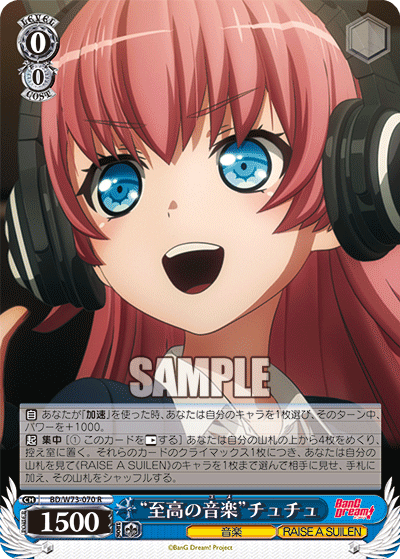 LEVEL
0
0
COST
SAMPLE
自 あなたが「加速」を使った時、あなたは自分のキャラを1枚選び、そのターン中、
パワーを+1000。
起 集中 [① このカードを する] あなたは自分の山札の上から4枚をめくり、
控え室に置く。それらのカードのクライマックス1枚につき、あなたは自分の山
札を見て《RAISE A SUILEN》のキャラを1枚まで選んで相手に見せ、手札に
加え、その山札をシャッフルする。
CH BD/W73-070 R
1500
“至高の音楽”チュチュ
BanG Dream!
音楽
RAISE A SUILEN
©BanG Dream! Project